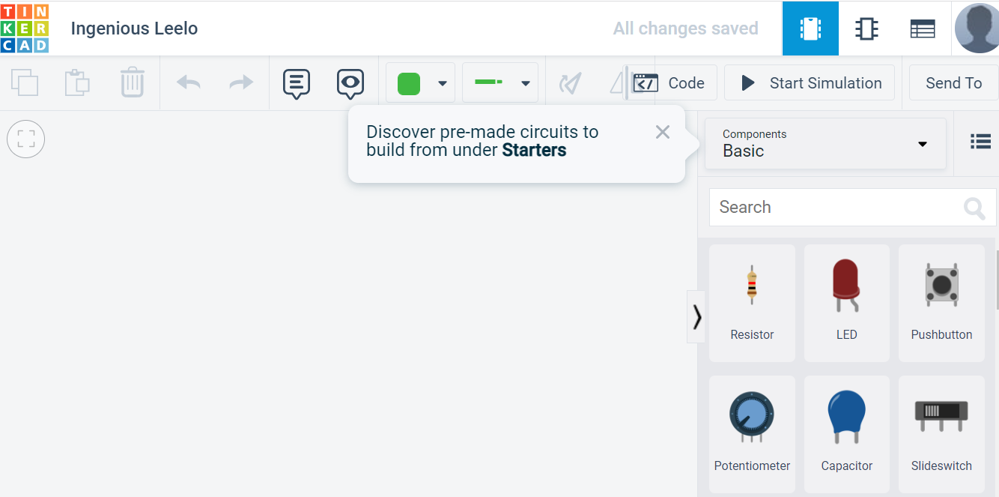 TIN
KER
CAD
Ingenious Leelo
All changes saved
Code
Start Simulation
Send To
Discover pre-made circuits to
build from under Starters
Components
Basic
Search
Resistor
LED
Pushbutton
Potentiometer
Capacitor
Slideswitch